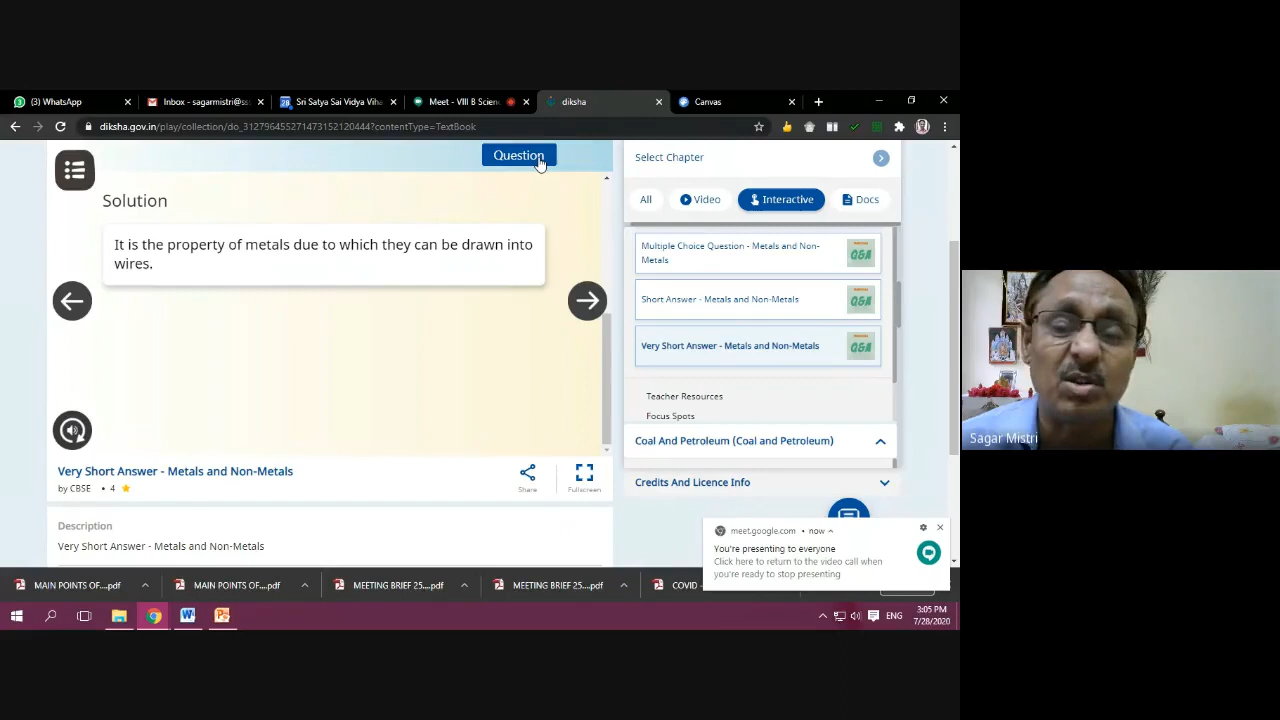 (3) WhatsApp
Inbox - sagarmistri@ss
Sri Satya Sai Vidya Viha
Meet - VIII B Scien
diksha
Canvas
diksha.gov.in/play/collection/do_31279645527147315212044​4?contentType=TextBook
Question
Solution
It is the property of metals due to which they can be drawn into
wires.
Very Short Answer - Metals and Non-Metals
by CBSE • 4
Share
Fullscreen
Description
Very Short Answer - Metals and Non-Metals
Select Chapter
All
Video
Interactive
Docs
Multiple Choice Question - Metals and Non-
Metals
Q&A
Short Answer - Metals and Non-Metals
Q&A
Very Short Answer - Metals and Non-Metals
Q&A
Teacher Resources
Focus Spots
Coal And Petroleum (Coal and Petroleum)
Credits And Licence Info
meet.google.com • now
You're presenting to everyone
Click here to return to the video call when
you're ready to stop presenting
MAIN POINTS OF....pdf
MAIN POINTS OF....pdf
MEETING BRIEF 25....pdf
MEETING BRIEF 25....pdf
COVID
ENG
3:05 PM
7/28/2020
Sagar Mistri